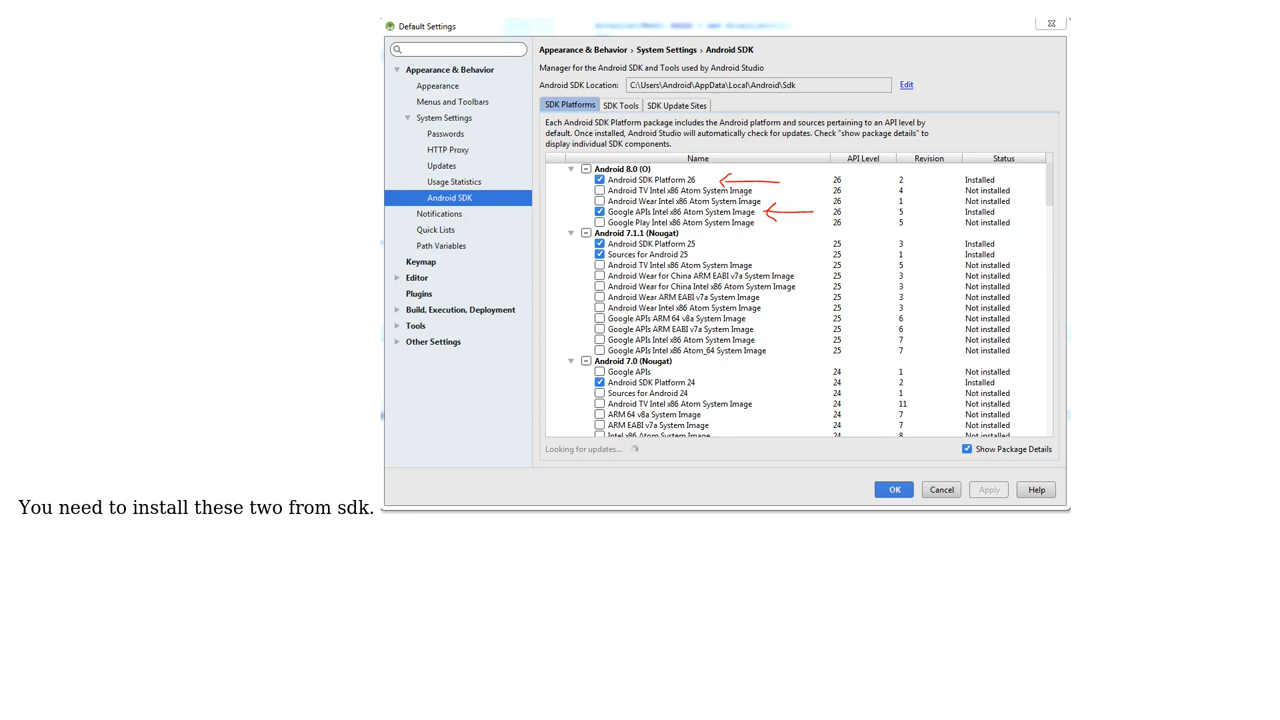 Default Settings
Appearance & Behavior › System Settings › Android SDK
Manager for the Android SDK and Tools used by Android Studio
Android SDK Location: C:\Users\Android\AppData\Local\Android\Sdk Edit
Appearance & Behavior
Appearance
Menus and Toolbars
System Settings
Passwords
HTTP Proxy
Updates
Usage Statistics
Android SDK
Notifications
Quick Lists
Path Variables
Keymap
Editor
Plugins
Build, Execution, Deployment
Tools
Other Settings
SDK Platforms SDK Tools SDK Update Sites
Each Android SDK Platform package includes the Android platform and sources pertaining to an API level by
default. Once installed, Android Studio will automatically check for updates. Check "show package details" to
display individual SDK components.
Name API Level Revision Status
Android 8.0 (O)
Android SDK Platform 26 26 2 Installed
Android TV Intel x86 Atom System Image 26 4 Not installed
Android Wear Intel x86 Atom System Image 26 1 Not installed
Google APIs Intel x86 Atom System Image 26 5 Installed
Google Play Intel x86 Atom System Image 26 5 Not installed
Android 7.1.1 (Nougat)
Android SDK Platform 25 25 3 Installed
Sources for Android 25 25 1 Installed
Android TV Intel x86 Atom System Image 25 5 Not installed
Android Wear for China ARM EABI v7a System Image 25 3 Not installed
Android Wear for China Intel x86 Atom System Image 25 3 Not installed
Android Wear ARM EABI v7a System Image 25 3 Not installed
Android Wear Intel x86 Atom System Image 25 3 Not installed
Google APIs ARM 64 v8a System Image 25 6 Not installed
Google APIs ARM EABI v7a System Image 25 6 Not installed
Google APIs Intel x86 Atom System Image 25 7 Not installed
Google APIs Intel x86 Atom_64 System Image 25 7 Not installed
Android 7.0 (Nougat)
Google APIs 24 1 Not installed
Android SDK Platform 24 24 2 Installed
Sources for Android 24 24 1 Not installed
Android TV Intel x86 Atom System Image 24 11 Not installed
ARM 64 v8a System Image 24 7 Not installed
ARM EABI v7a System Image 24 7 Not installed
Intel x86 Atom System Image 24 8 Not installed
Looking for updates... Show Package Details
OK Cancel Apply Help
You need to install these two from sdk.